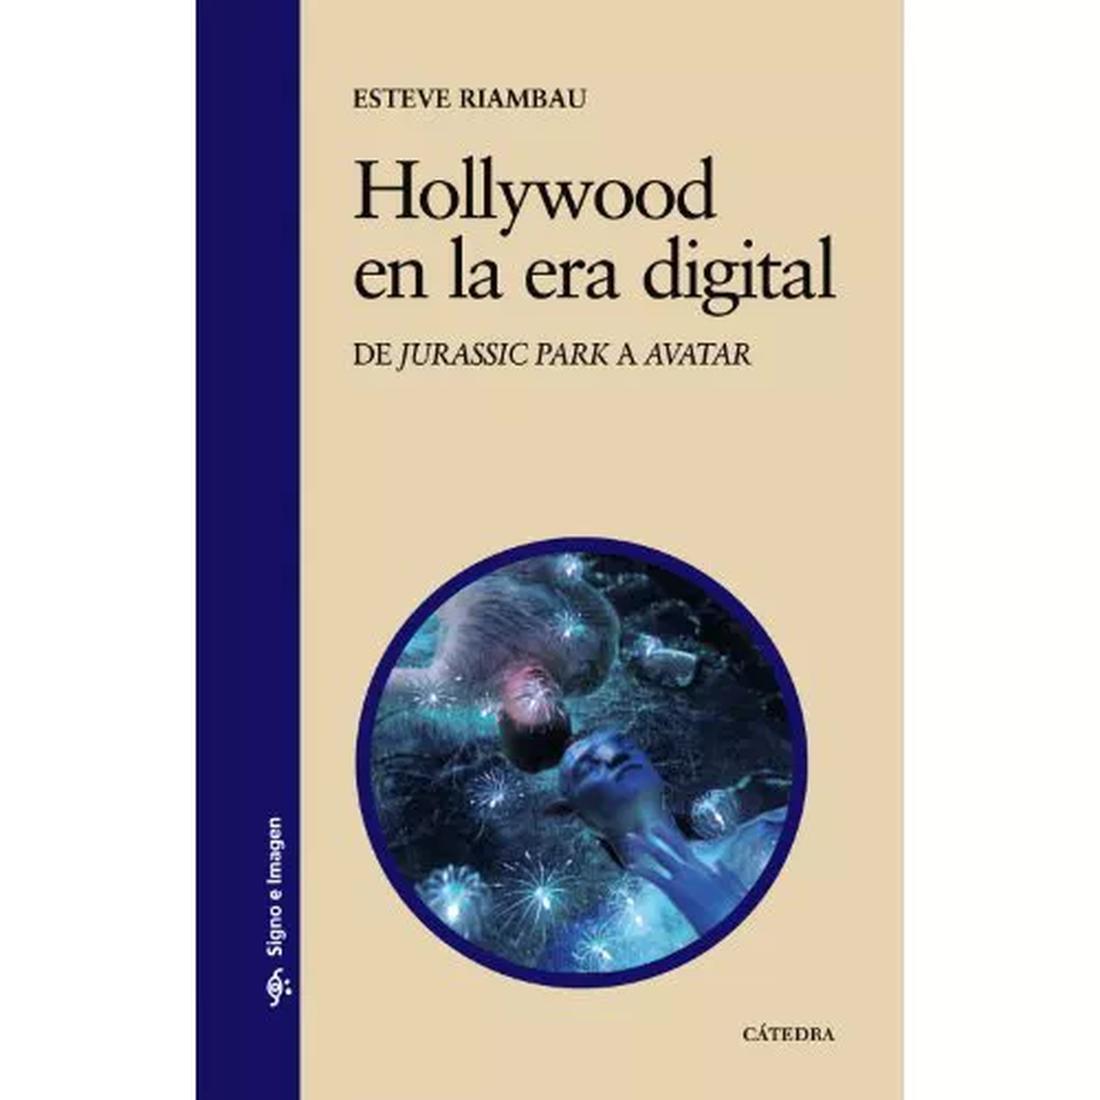 ESTEVE RIAMBAU
Hollywood
en la era digital
DE JURASSIC PARK A AVATAR
Signo e Imagen
CÁTEDRA